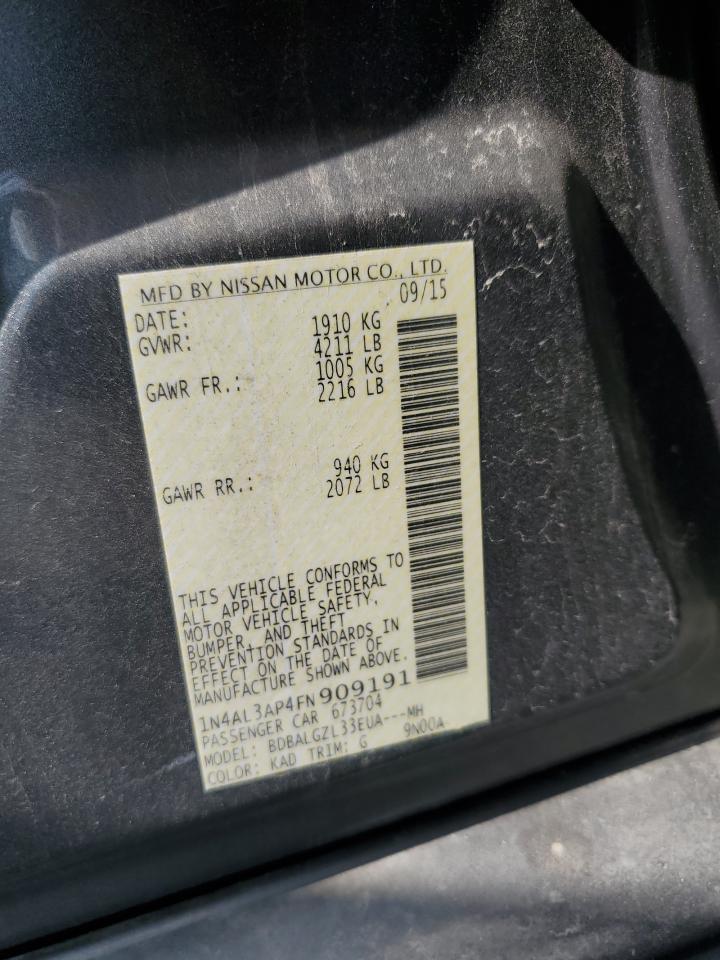 MFD BY NISSAN MOTOR CO., LTD.
DATE: 09/15
GVWR: 1910 KG
4211 LB
GAWR FR.: 1005 KG
2216 LB
GAWR RR.: 940 KG
2072 LB
THIS VEHICLE CONFORMS TO
ALL APPLICABLE FEDERAL
MOTOR VEHICLE SAFETY,
BUMPER, AND THEFT
PREVENTION STANDARDS IN
EFFECT ON THE DATE OF
MANUFACTURE SHOWN ABOVE.
1N4AL3AP4FN909191
PASSENGER CAR 673704
MODEL: BDBALGZL33EUA---MH
COLOR: KAD TRIM: G 9N00A